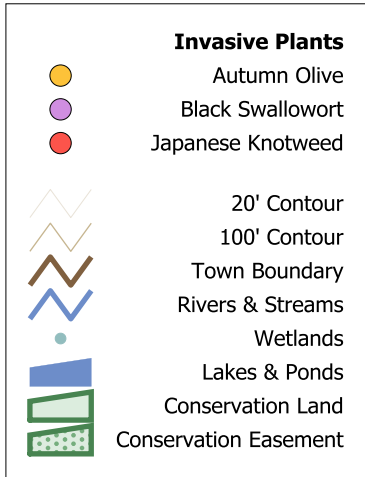 Invasive Plants
Autumn Olive
Black Swallowort
Japanese Knotweed
20' Contour
100' Contour
Town Boundary
Rivers & Streams
Wetlands
Lakes & Ponds
Conservation Land
Conservation Easement